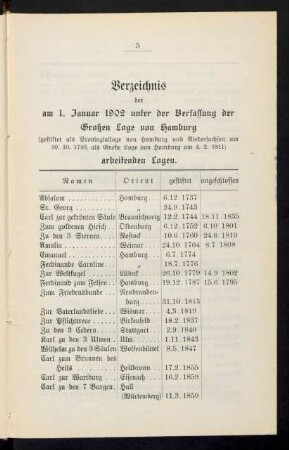 5
Verzeichnis
der
am 1. Januar 1902 unter der Verfassung der
Großen Loge von Hamburg
(gestiftet als Provinzialloge von Hamburg und Niedersachsen am
30. 10. 1740, als Große Loge von Hamburg am 4. 2. 1811)
arbeitenden Logen.
Namen Orient gestiftet angeschlossen
Absalom Hamburg 6.12. 1737
St. Georg " 24.9. 1743
Carl zur gekrönten Säule Braunschweig 12.2. 1744 18.11. 1835
Zum goldenen Hirsch Oldenburg 6.12. 1752 6.10. 1801
Zu den 3 Sternen Rostock 10.6. 1760 24.6. 1819
Amalia Weimar 24.10. 1764 8.7. 1808
Emanuel Hamburg 6.7. 1774
Ferdinande Caroline " 18.7. 1776
Zur Weltkugel Lübeck 26.10. 1779 14.9. 1802
Ferdinand zum Felsen Hamburg 19.12. 1787 15.6. 1795
Zum Friedensbunde Neubranden-
burg 31.10. 1815
Zur Vaterlandsliebe Wismar 4.3. 1819
Zur Pflichttreue Birkenfeld 18.2. 1837
Zu den 3 Cedern Stuttgart 2.9. 1840
Karl zu den 3 Ulmen Ulm 1.11. 1843
Wilhelm zu den 3 Säulen Wolfenbüttel 8.5. 1847
Carl zum Brunnen des
Heils Heilbronn 17.2. 1855
Carl zur Wartburg Eisenach 16.2. 1859
Carl zu den 7 Burgen Hall
(Württemberg) 11.3. 1859